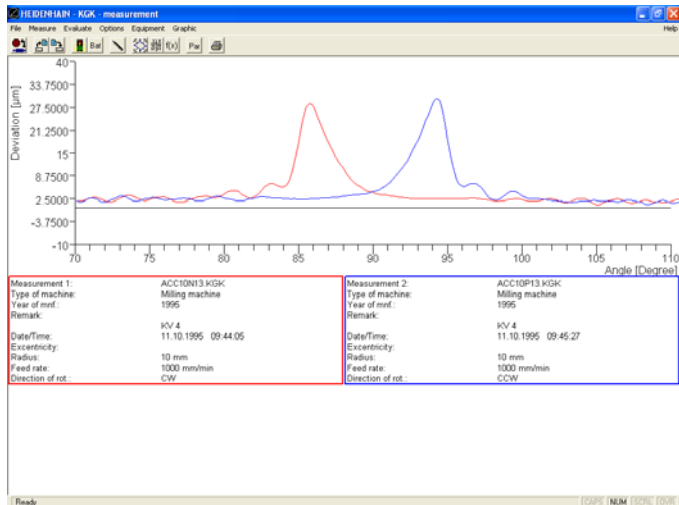 HEIDENHAIN - KGK - measurement
File Measure Evaluate Options Equipment Graphic Help
Bat f(x) Par
Deviation [µm]
40
33.7500
27.5000
21.2500
15
8.7500
2.5000
-3.7500
-10
70 75 80 85 90 95 100 105 110
Angle [Degree]
Measurement 1: ACC10N13.KGK
Type of machine: Milling machine
Year of mnf.: 1995
Remark:
KV 4
Date/Time: 11.10.1995 09:44:05
Excentricity:
Radius: 10 mm
Feed rate: 1000 mm/min
Direction of rot.: CW
Measurement 2: ACC10P13.KGK
Type of machine: Milling machine
Year of mnf.: 1995
Remark:
KV 4
Date/Time: 11.10.1995 09:45:27
Excentricity:
Radius: 10 mm
Feed rate: 1000 mm/min
Direction of rot.: CCW
Ready CAPS NUM SCRL OVR